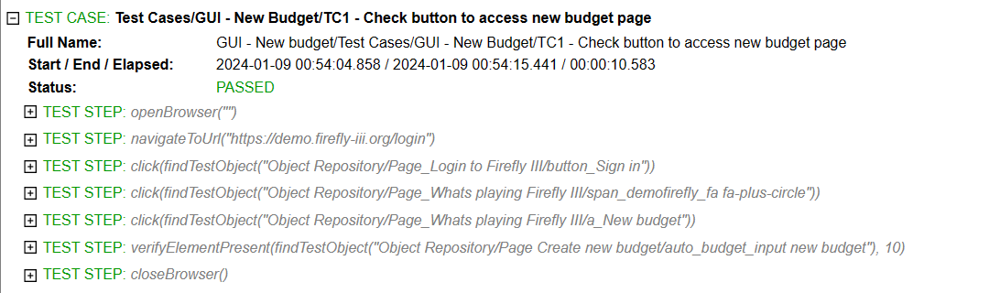 TEST CASE: Test Cases/GUI - New Budget/TC1 - Check button to access new budget page
Full Name: GUI - New budget/Test Cases/GUI - New Budget/TC1 - Check button to access new budget page
Start / End / Elapsed: 2024-01-09 00:54:04.858 / 2024-01-09 00:54:15.441 / 00:00:10.583
Status: PASSED
TEST STEP: openBrowser("")
TEST STEP: navigateToUrl("https://demo.firefly-iii.org/login")
TEST STEP: click(findTestObject("Object Repository/Page_Login to Firefly III/button_Sign in"))
TEST STEP: click(findTestObject("Object Repository/Page_Whats playing Firefly III/span_demofirefly_fa fa-plus-circle"))
TEST STEP: click(findTestObject("Object Repository/Page_Whats playing Firefly III/a_New budget"))
TEST STEP: verifyElementPresent(findTestObject("Object Repository/Page Create new budget/auto_budget_input new budget"), 10)
TEST STEP: closeBrowser()